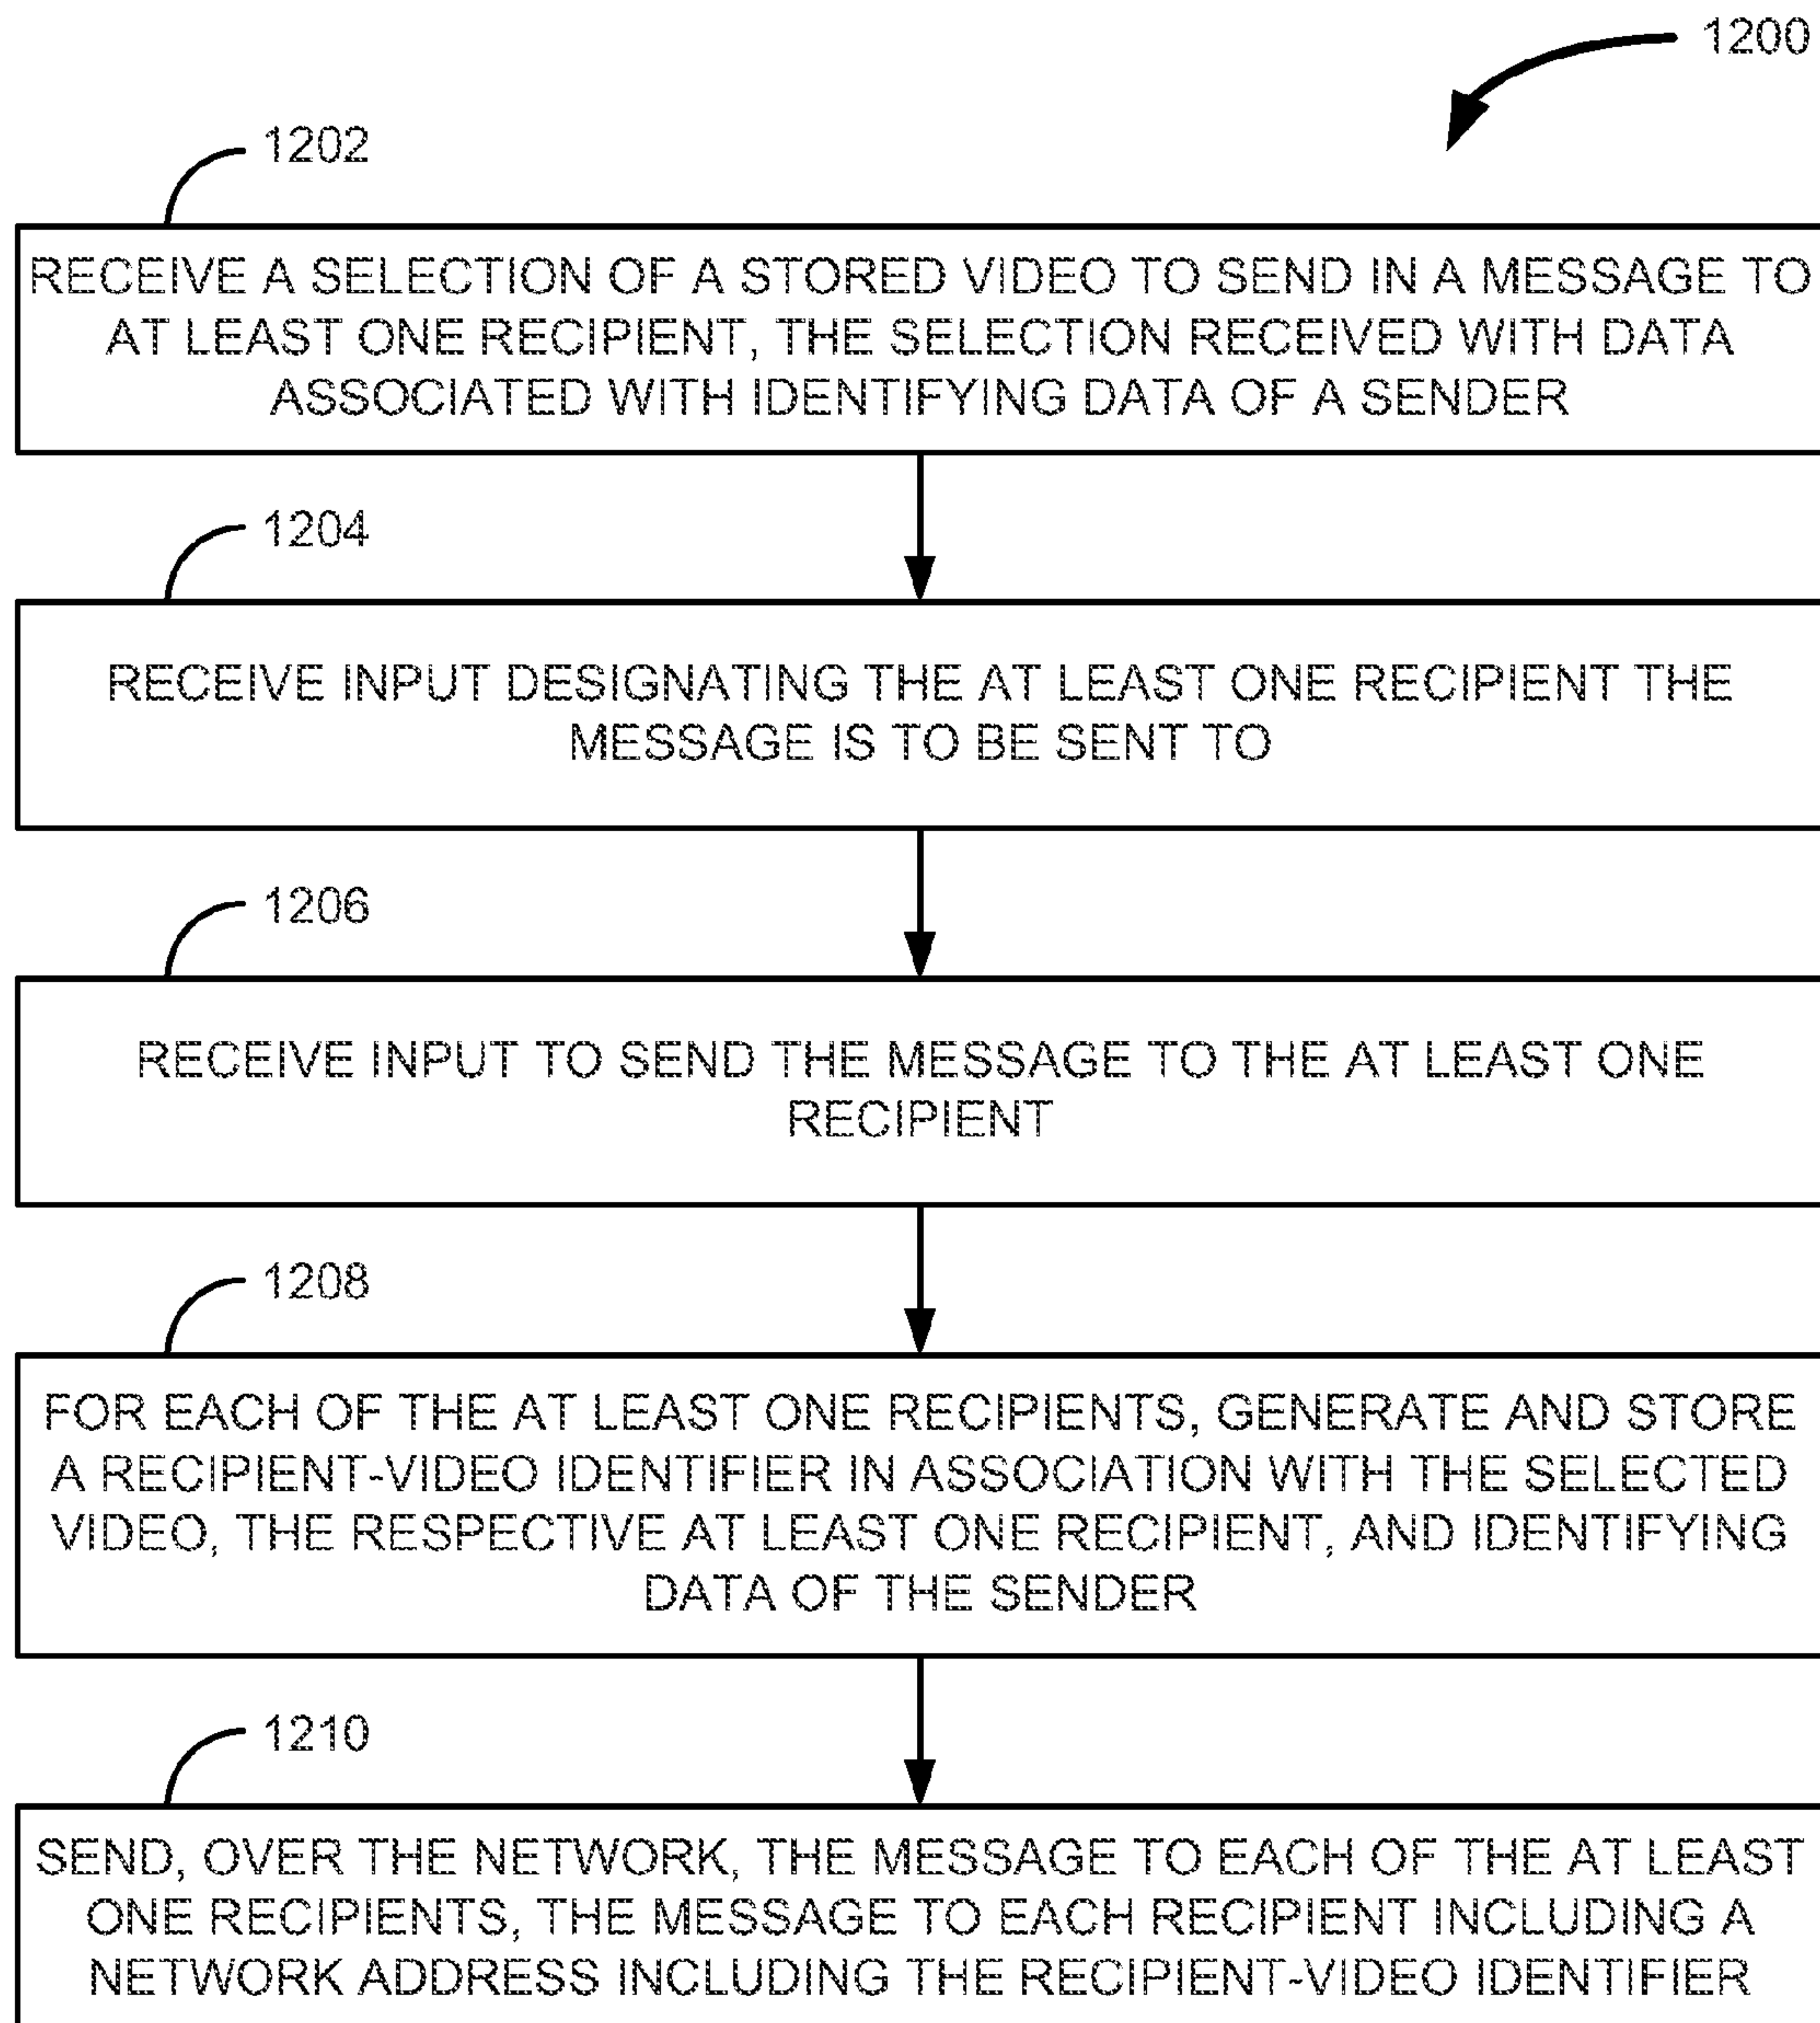 1200
1202
RECEIVE A SELECTION OF A STORED VIDEO TO SEND IN A MESSAGE TO
AT LEAST ONE RECIPIENT, THE SELECTION RECEIVED WITH DATA
ASSOCIATED WITH IDENTIFYING DATA OF A SENDER
1204
RECEIVE INPUT DESIGNATING THE AT LEAST ONE RECIPIENT THE
MESSAGE IS TO BE SENT TO
1206
RECEIVE INPUT TO SEND THE MESSAGE TO THE AT LEAST ONE
RECIPIENT
1208
FOR EACH OF THE AT LEAST ONE RECIPIENTS, GENERATE AND STORE
A RECIPIENT-VIDEO IDENTIFIER IN ASSOCIATION WITH THE SELECTED
VIDEO, THE RESPECTIVE AT LEAST ONE RECIPIENT, AND IDENTIFYING
DATA OF THE SENDER
1210
SEND, OVER THE NETWORK, THE MESSAGE TO EACH OF THE AT LEAST
ONE RECIPIENTS, THE MESSAGE TO EACH RECIPIENT INCLUDING A
NETWORK ADDRESS INCLUDING THE RECIPIENT-VIDEO IDENTIFIER